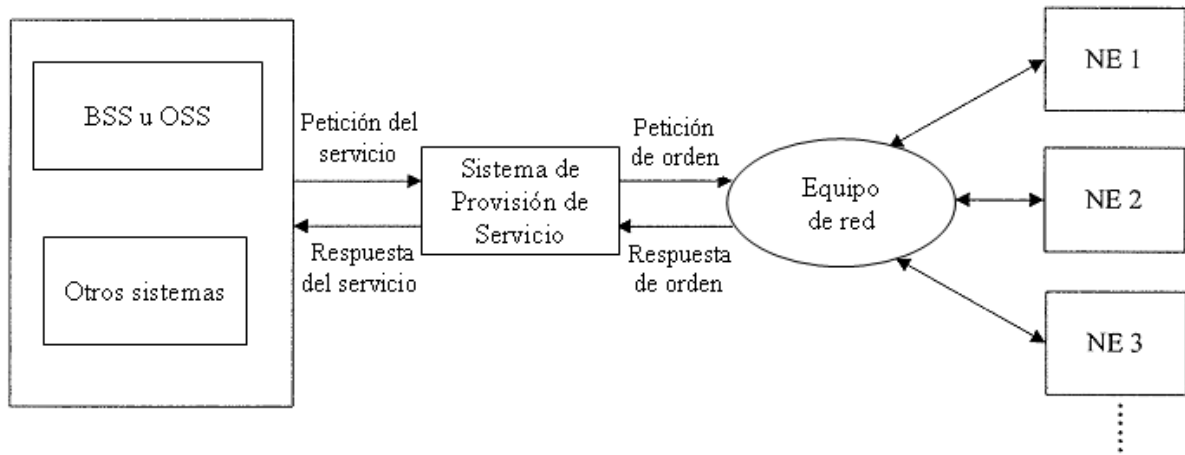 BSS u OSS
Otros sistemas
Petición del
servicio
Respuesta
del servicio
Sistema de
Provisión de
Servicio
Petición
de orden
Respuesta
de orden
Equipo
de red
NE 1
NE 2
NE 3